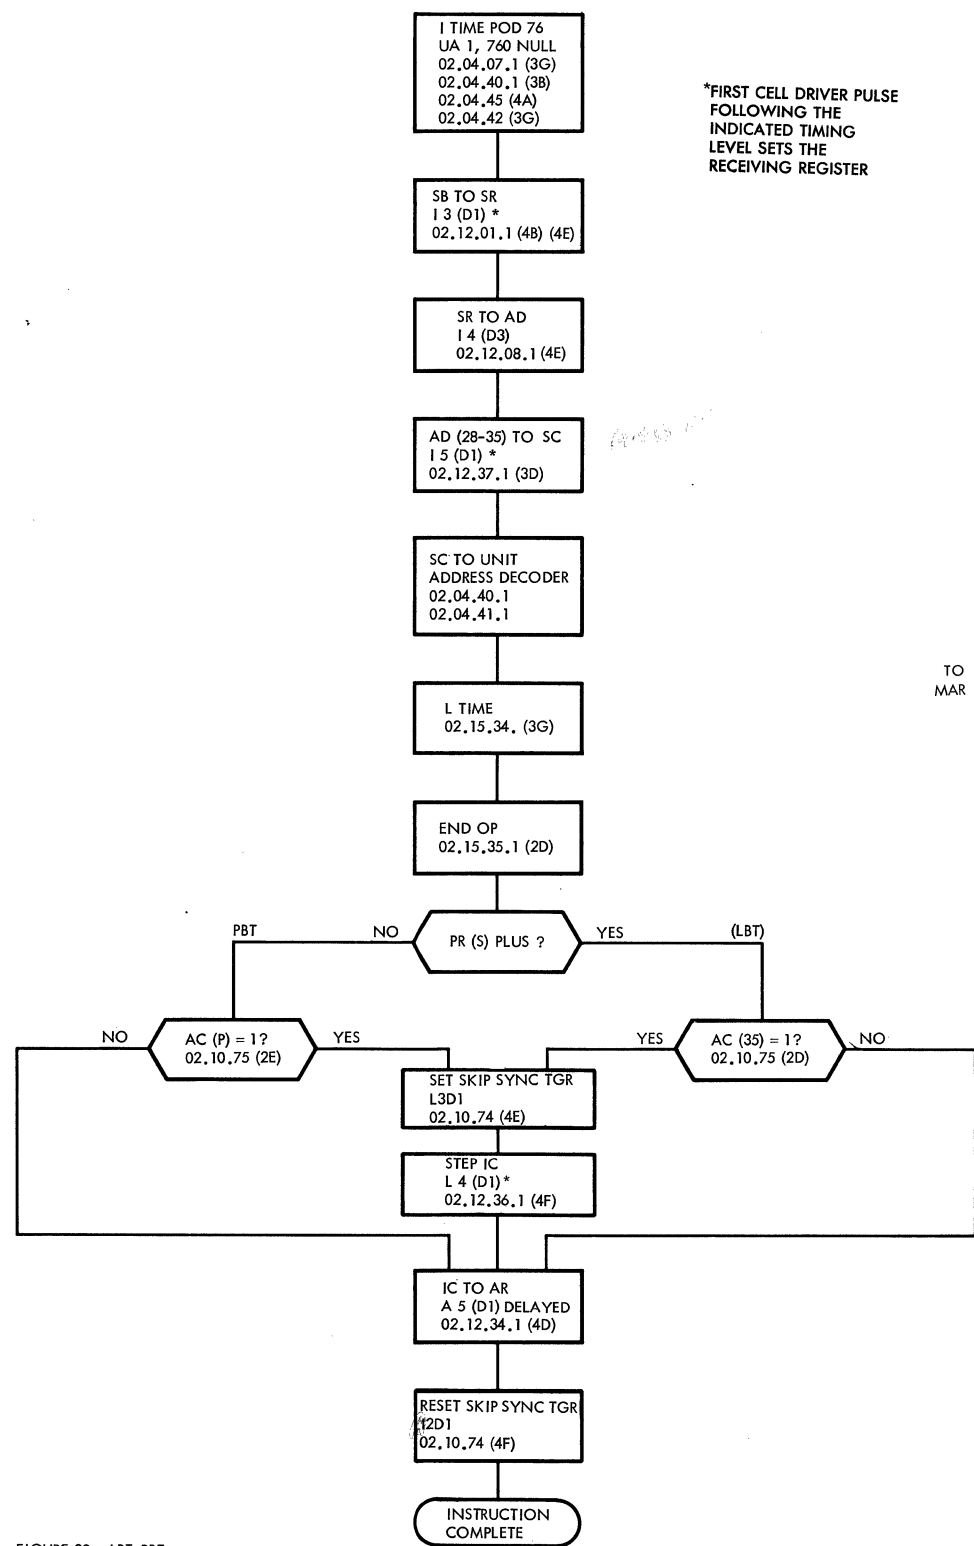 I TIME POD 76
UA 1, 760 NULL
02.04.07.1 (3G)
02.04.40.1 (3B)
02.04.45 (4A)
02.04.42 (3G)
*FIRST CELL DRIVER PULSE
FOLLOWING THE
INDICATED TIMING
LEVEL SETS THE
RECEIVING REGISTER
SB TO SR
I 3 (D1) *
02.12.01.1 (4B) (4E)
SR TO AD
I 4 (D3)
02.12.08.1 (4E)
AD (28-35) TO SC
I 5 (D1) *
02.12.37.1 (3D)
SC TO UNIT
ADDRESS DECODER
02.04.40.1
02.04.41.1
TO
MAR
L TIME
02.15.34. (3G)
END OP
02.15.35.1 (2D)
PBT
NO
PR (S) PLUS ?
YES
(LBT)
NO
AC (P) = 1?
02.10.75 (2E)
YES
YES
AC (35) = 1?
02.10.75 (2D)
NO
SET SKIP SYNC TGR
L3D1
02.10.74 (4E)
STEP IC
L 4 (D1) *
02.12.36.1 (4F)
IC TO AR
A 5 (D1) DELAYED
02.12.34.1 (4D)
RESET SKIP SYNC TGR
I2D1
02.10.74 (4F)
INSTRUCTION
COMPLETE